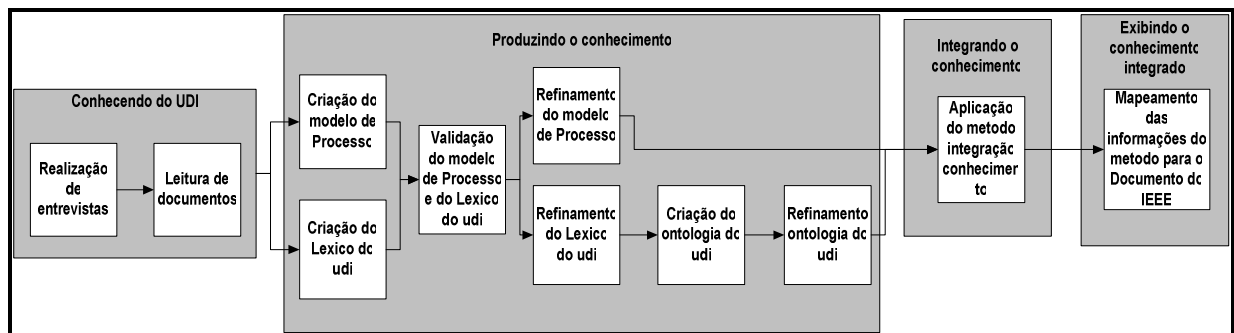 Conhecendo do UDI
Realização
de
entrevistas
Leitura de
documentos
Produzindo o conhecimento
Criação do
modelo de
Processo
Criação do
Lexico do
udi
Validação
do modelo
de Processo
e do Lexico
do udi
Refinamento
do modelo
de Processo
Refinamento
do Lexico do
udi
Criação do
ontologia do
udi
Refinamento
ontologia do
udi
Integrando o
conhecimento
Aplicação
do metodo
integração
conhecimen
to
Exibindo o
conhecimento
integrado
Mapeamento
das
informações do
metodo para o
Documento do
IEEE